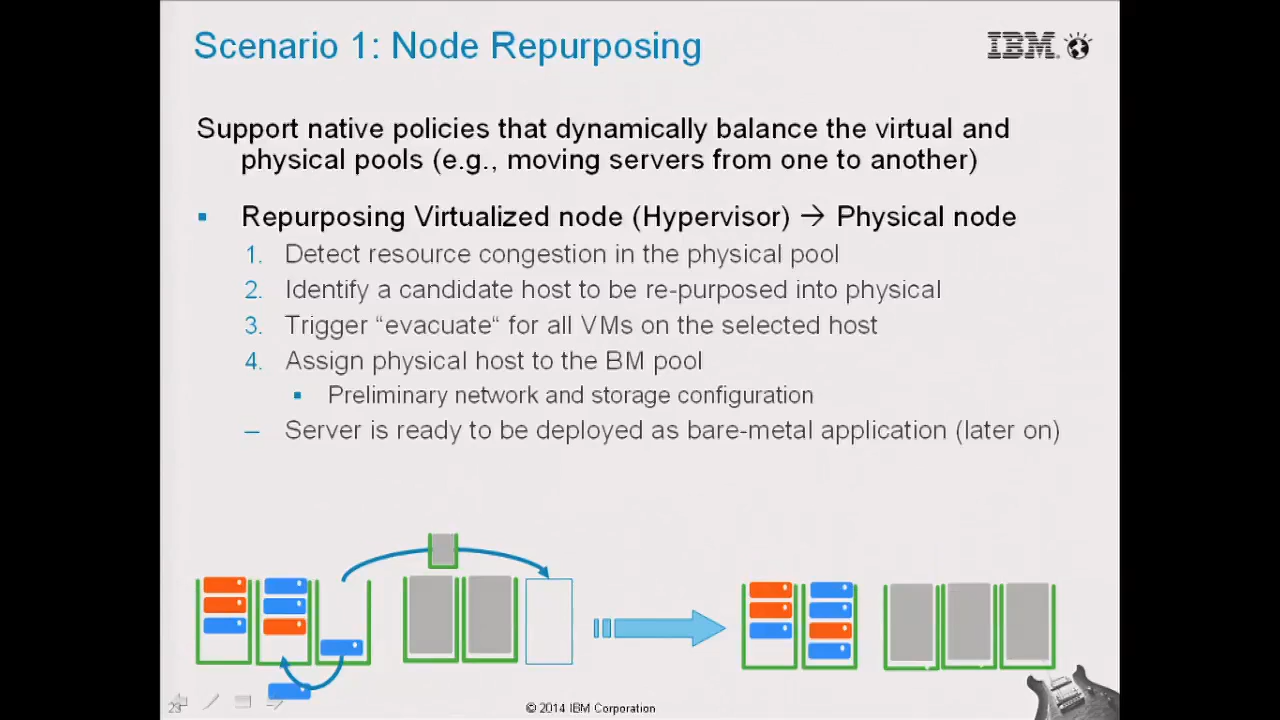 Scenario 1: Node Repurposing
IBM
Support native policies that dynamically balance the virtual and
physical pools (e.g., moving servers from one to another)
▪ Repurposing Virtualized node (Hypervisor) → Physical node
1. Detect resource congestion in the physical pool
2. Identify a candidate host to be re-purposed into physical
3. Trigger “evacuate“ for all VMs on the selected host
4. Assign physical host to the BM pool
▪ Preliminary network and storage configuration
– Server is ready to be deployed as bare-metal application (later on)
23
© 2014 IBM Corporation